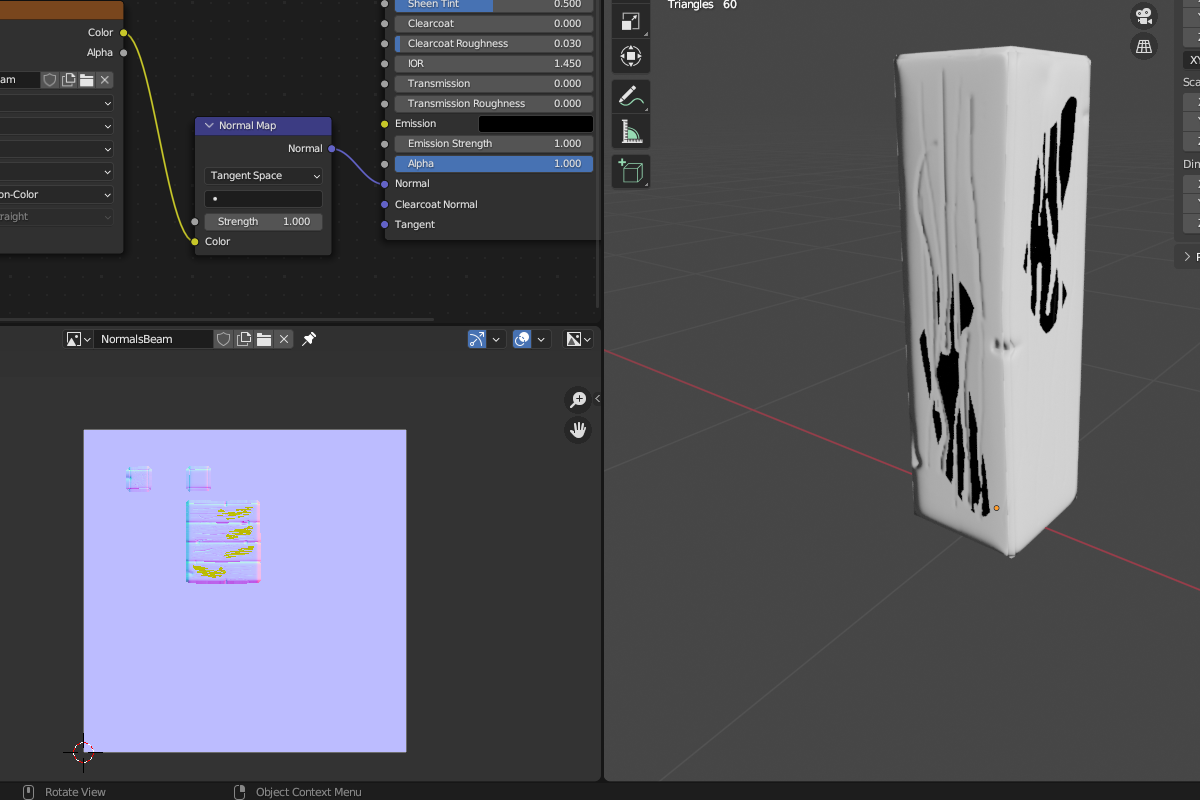 Sheen Tint 0.500
Color
Clearcoat 0.000
Alpha
Clearcoat Roughness 0.030
IOR 1.450
am
Transmission 0.000
Transmission Roughness 0.000
Emission
Normal Map
Emission Strength 1.000
Normal
Alpha 1.000
Tangent Space
Normal
on-Color
Clearcoat Normal
raight
Strength 1.000
Tangent
Color
NormalsBeam
Triangles 60
XY
Sca
Din
Rotate View
Object Context Menu